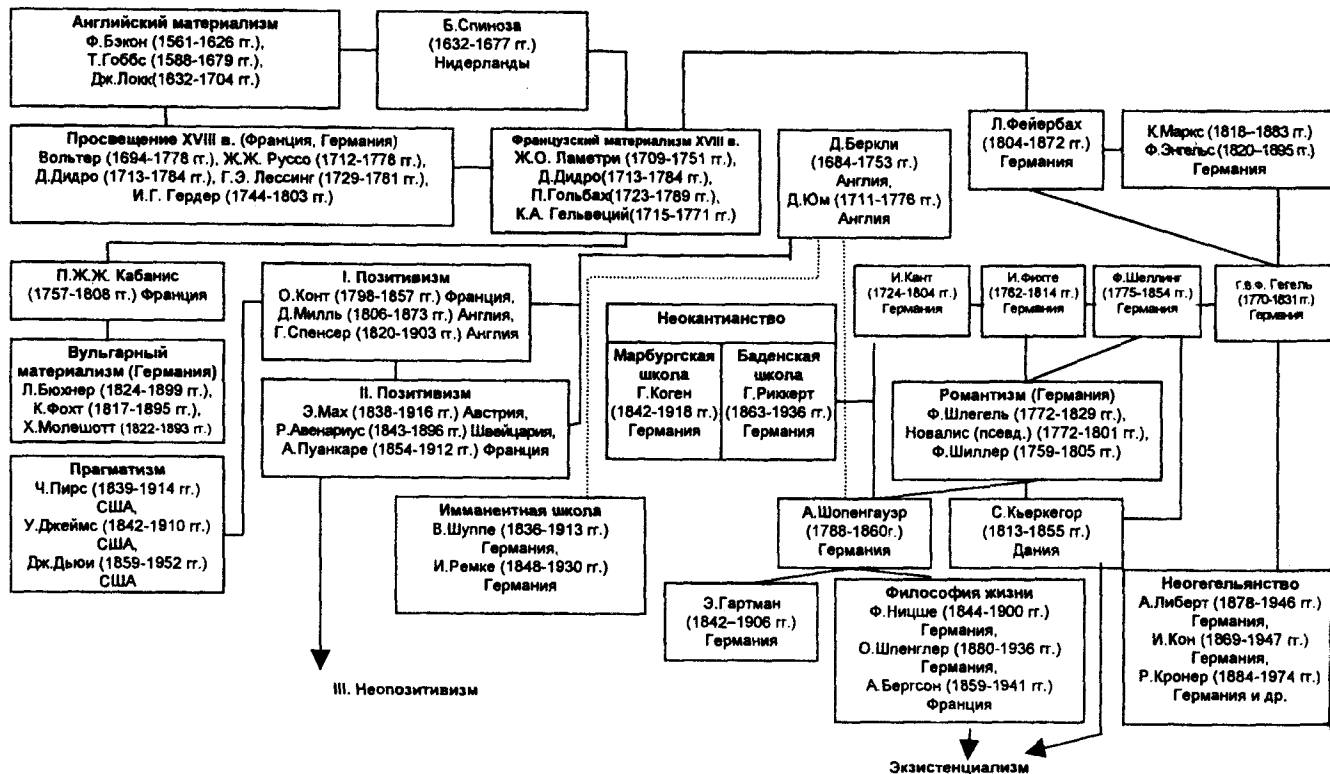 Английский материализм
Ф.Бэкон (1561-1626 гг.),
Т.Гоббс (1588-1679 гг.),
Дж.Локк(1632-1704 гг.)
Б.Спиноза
(1632-1677 гг.)
Нидерланды
Просвещение XVIII в. (Франция, Германия)
Вольтер (1694-1778 гг.), Ж.Ж. Руссо (1712-1778 гг.),
Д.Дидро (1713-1784 гг.), Г.Э. Лессинг (1729-1781 гг.),
И.Г. Гердер (1744-1803 гг.)
Французский материализм XVIII в.
Ж.О. Ламетри (1709-1751 гг.),
Д.Дидро(1713-1784 гг.),
П.Гольбах(1723-1789 гг.),
К.А. Гельвеций(1715-1771 гг.)
Д.Беркли
(1684-1753 гг.)
Англия,
Д.Юм (1711-1776 гг.)
Англия
Л.Фейербах
(1804-1872 гг.)
Германия
К.Маркс (1818–1883 гг.)
Ф.Энгельс (1820–1895 гг.)
Германия
П.Ж.Ж. Кабанис
(1757-1808 гг.) Франция
I. Позитивизм
О.Конт (1798-1857 гг.) Франция,
Д.Милль (1806-1873 гг.) Англия,
Г.Спенсер (1820-1903 гг.) Англия
И.Кант
(1724-1804 гг.)
Германия
И.Фихте
(1762-1814 гг.)
Германия
Ф.Шеллинг
(1775-1854 гг.)
Германия
Г.В.Ф. Гегель
(1770-1831 гг.)
Германия
Неокантианство
Марбургская
школа
Г.Коген
(1842-1918 гг.)
Германия
Баденская
школа
Г.Риккерт
(1863-1936 гг.)
Германия
Вульгарный
материализм (Германия)
Л.Бюхнер (1824-1899 гг.),
К.Фохт (1817-1895 гг.),
Х.Молешотт (1822-1893 гг.)
II. Позитивизм
Э.Мах (1838-1916 гг.) Австрия,
Р.Авенариус (1843-1896 гг.) Швейцария,
А.Пуанкаре (1854-1912 гг.) Франция
Романтизм (Германия)
Ф.Шлегель (1772-1829 гг.),
Новалис (псевд.) (1772-1801 гг.),
Ф.Шиллер (1759-1805 гг.)
Прагматизм
Ч.Пирс (1839-1914 гг.)
США,
У.Джеймс (1842-1910 гг.)
США,
Дж.Дьюи (1859-1952 гг.)
США
Имманентная школа
В.Шуппе (1836-1913 гг.)
Германия,
И.Ремке (1848-1930 гг.)
Германия
А.Шопенгауэр
(1788-1860г.)
Германия
С.Кьеркегор
(1813-1855 гг.)
Дания
Э.Гартман
(1842–1906 гг.)
Германия
Философия жизни
Ф.Ницше (1844-1900 гг.)
Германия,
О.Шпенглер (1880-1936 гг.)
Германия,
А.Бергсон (1859-1941 гг.)
Франция
Неогегельянство
А.Либерт (1878-1946 гг.)
Германия,
И.Кон (1869-1947 гг.)
Германия,
Р.Кронер (1884-1974 гг.)
Германия и др.
III. Неопозитивизм
Экзистенциализм